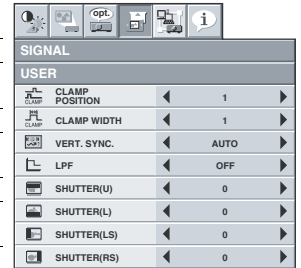 opt.
i
SIGNAL
USER
CLAMP CLAMP POSITION 1
CLAMP CLAMP WIDTH 1
VERT. SYNC. AUTO
LPF OFF
SHUTTER(U) 0
SHUTTER(L) 0
SHUTTER(LS) 0
SHUTTER(RS) 0